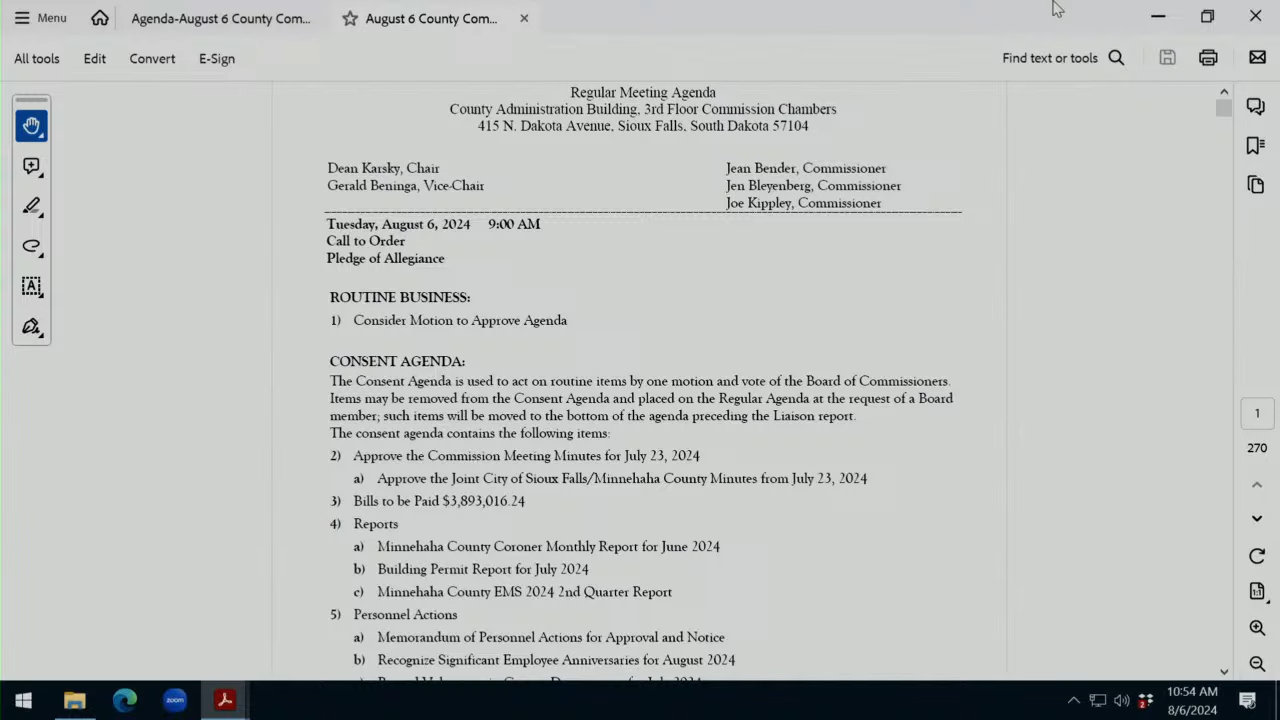 Menu
Agenda-August 6 County Com...
August 6 County Com...
All tools
Edit
Convert
E-Sign
Find text or tools
Regular Meeting Agenda
County Administration Building, 3rd Floor Commission Chambers
415 N. Dakota Avenue, Sioux Falls, South Dakota 57104
Dean Karsky, Chair
Jean Bender, Commissioner
Gerald Beninga, Vice-Chair
Jen Bleyenberg, Commissioner
Joe Kippley, Commissioner
Tuesday, August 6, 2024 9:00 AM
Call to Order
Pledge of Allegiance
ROUTINE BUSINESS:
1) Consider Motion to Approve Agenda
CONSENT AGENDA:
The Consent Agenda is used to act on routine items by one motion and vote of the Board of Commissioners.
Items may be removed from the Consent Agenda and placed on the Regular Agenda at the request of a Board
member; such items will be moved to the bottom of the agenda preceding the Liaison report.
The consent agenda contains the following items:
2) Approve the Commission Meeting Minutes for July 23, 2024
a) Approve the Joint City of Sioux Falls/Minnehaha County Minutes from July 23, 2024
3) Bills to be Paid $3,893,016.24
4) Reports
a) Minnehaha County Coroner Monthly Report for June 2024
b) Building Permit Report for July 2024
c) Minnehaha County EMS 2024 2nd Quarter Report
5) Personnel Actions
a) Memorandum of Personnel Actions for Approval and Notice
b) Recognize Significant Employee Anniversaries for August 2024
1
270
zoom
10:54 AM
8/6/2024